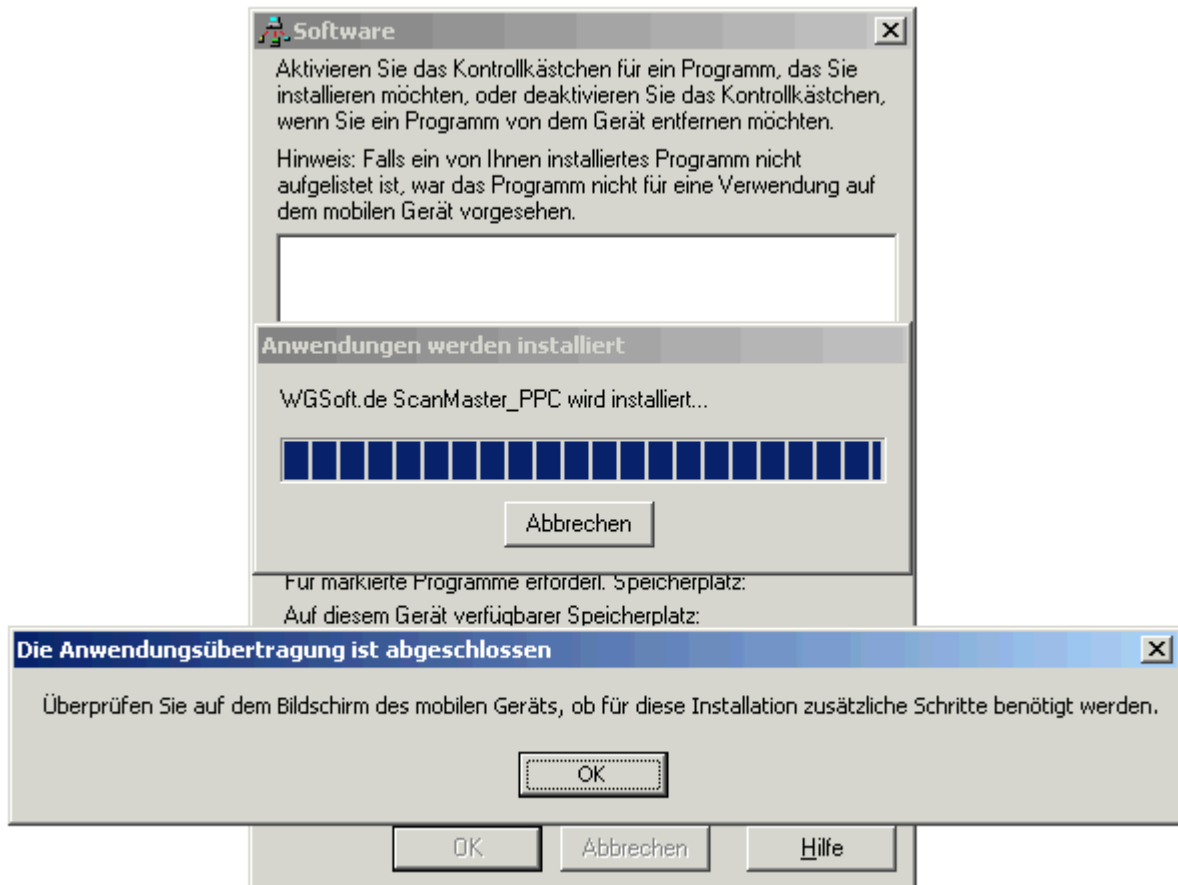 Software
Aktivieren Sie das Kontrollkästchen für ein Programm, das Sie
installieren möchten, oder deaktivieren Sie das Kontrollkästchen,
wenn Sie ein Programm von dem Gerät entfernen möchten.
Hinweis: Falls ein von Ihnen installiertes Programm nicht
aufgelistet ist, war das Programm nicht für eine Verwendung auf
dem mobilen Gerät vorgesehen.
Anwendungen werden installiert
WGSoft.de ScanMaster_PPC wird installiert...
Abbrechen
Für markierte Programme erforderl. Speicherplatz:
Auf diesem Gerät verfügbarer Speicherplatz:
Die Anwendungsübertragung ist abgeschlossen
Überprüfen Sie auf dem Bildschirm des mobilen Geräts, ob für diese Installation zusätzliche Schritte benötigt werden.
OK
OK Abbrechen Hilfe